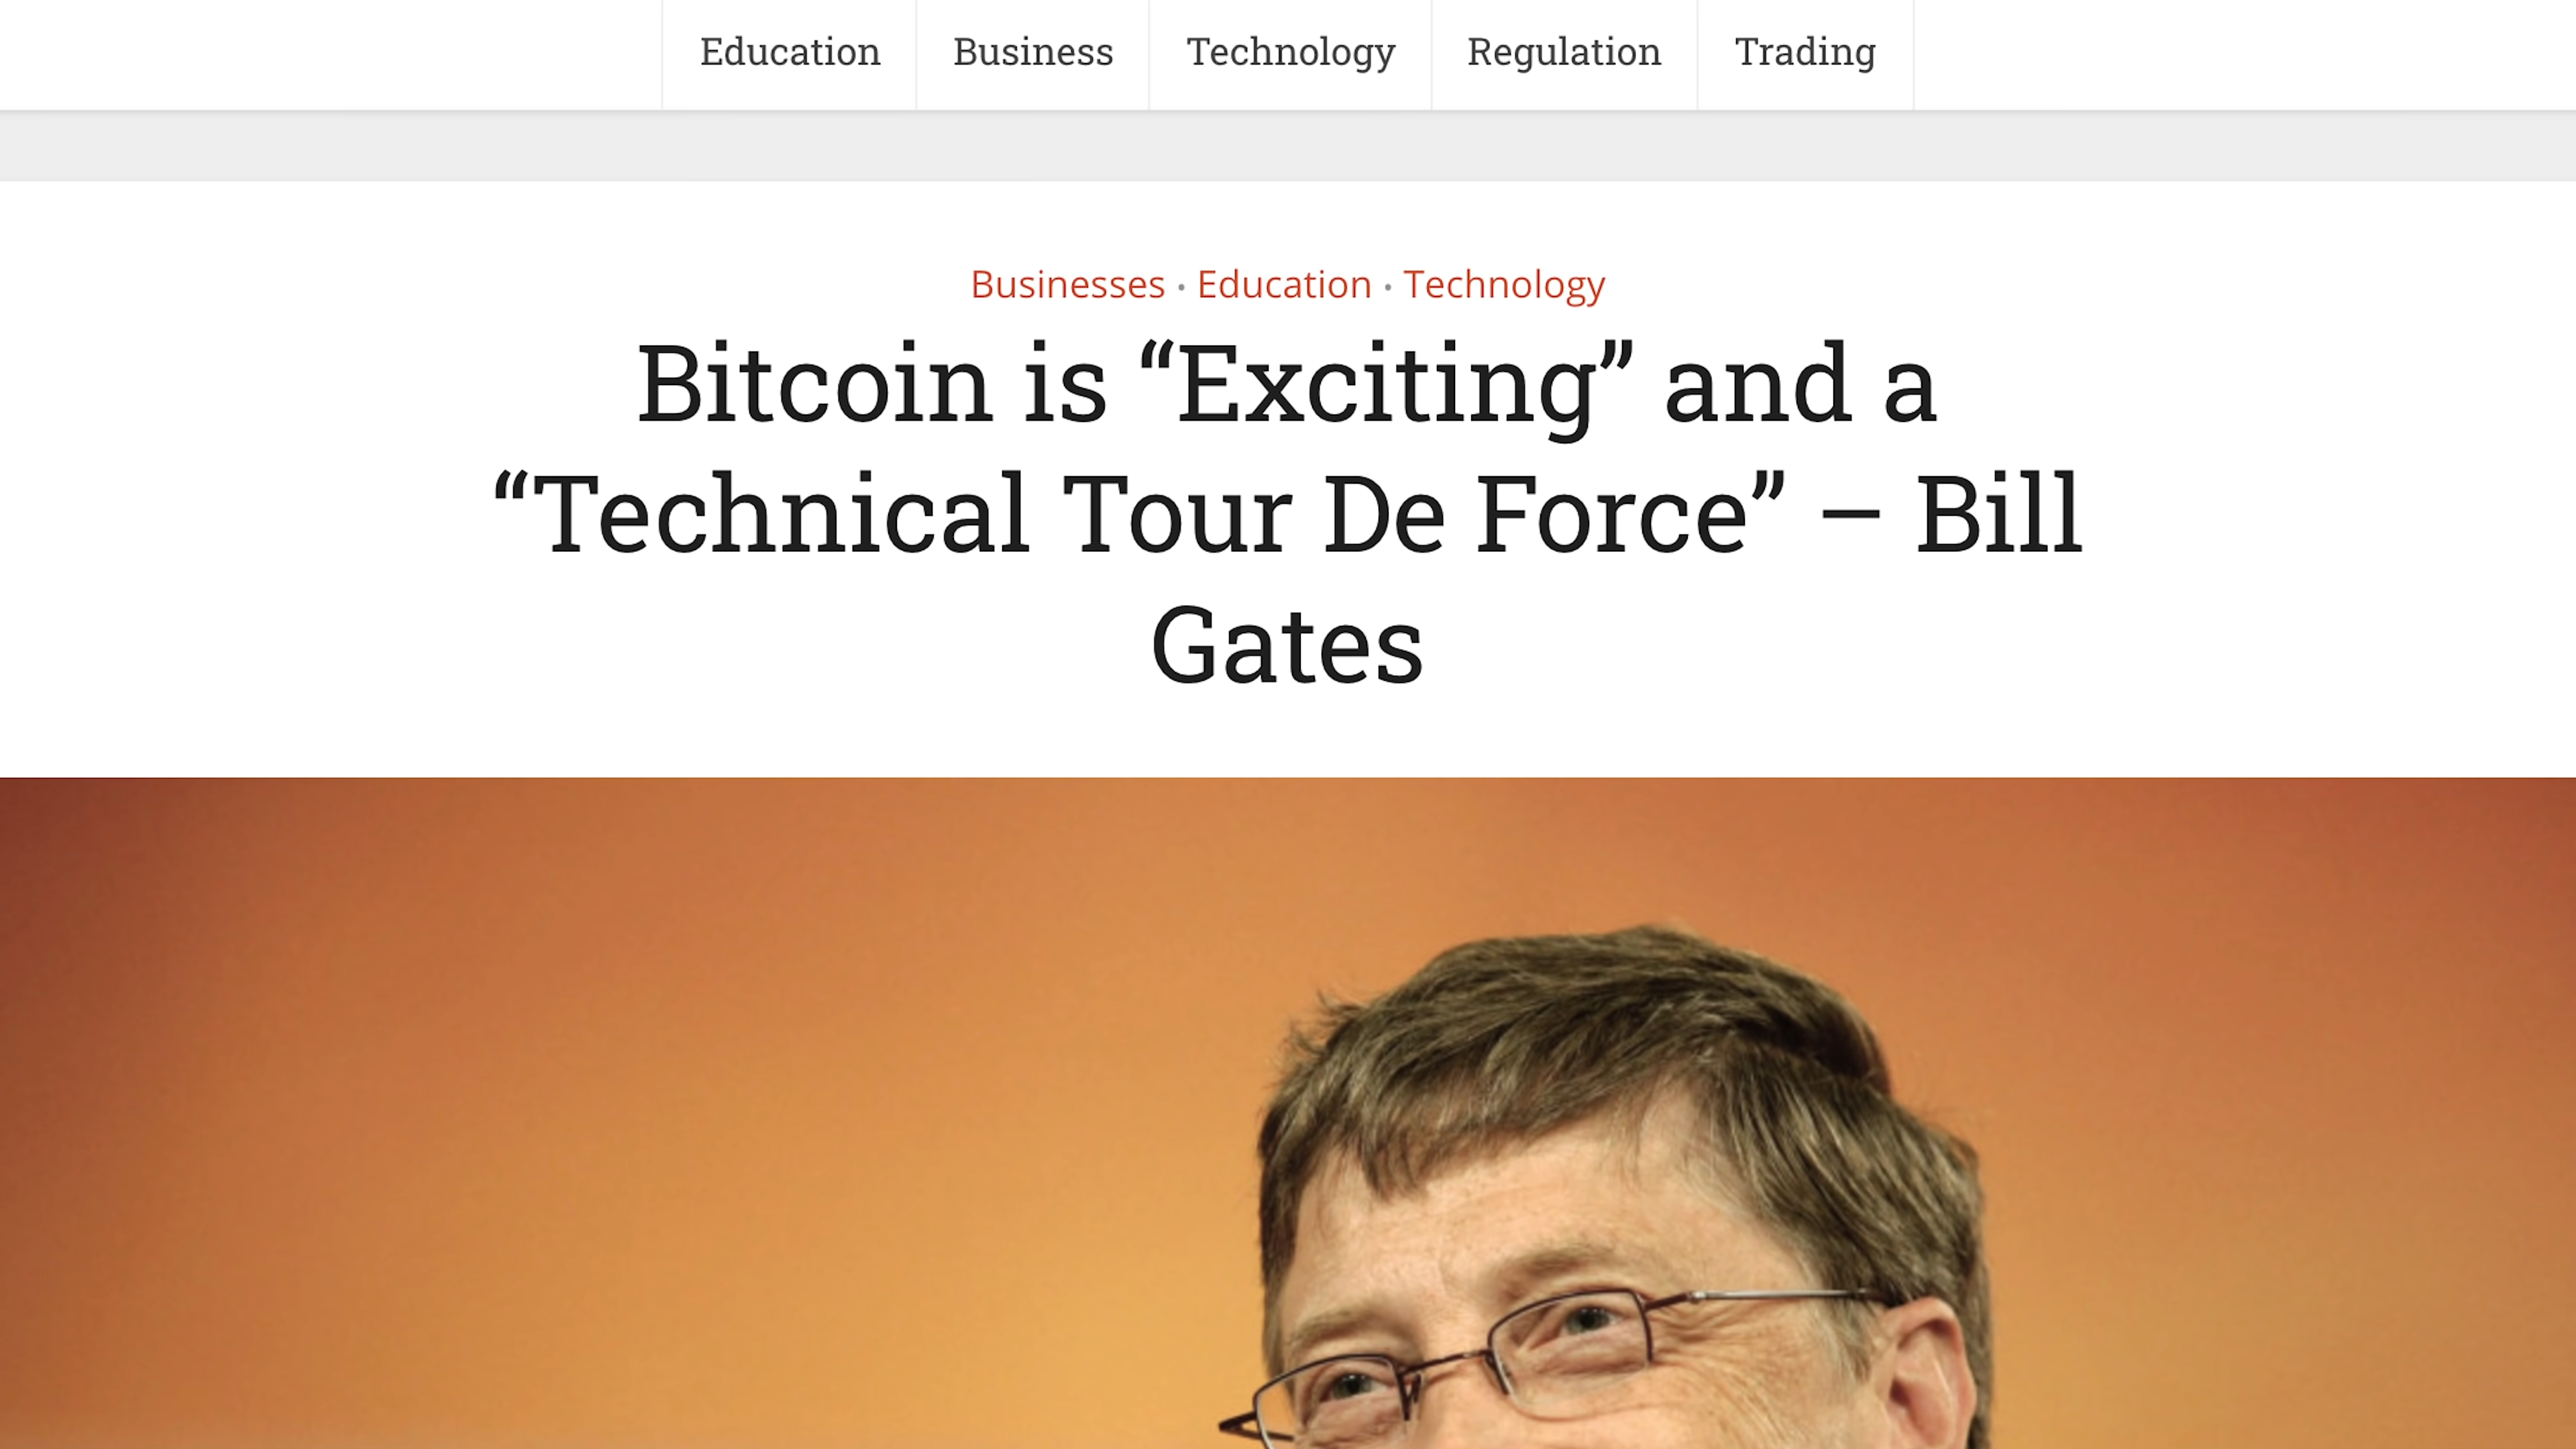 Education Business Technology Regulation Trading
Businesses • Education • Technology
Bitcoin is “Exciting” and a
“Technical Tour De Force” – Bill
Gates